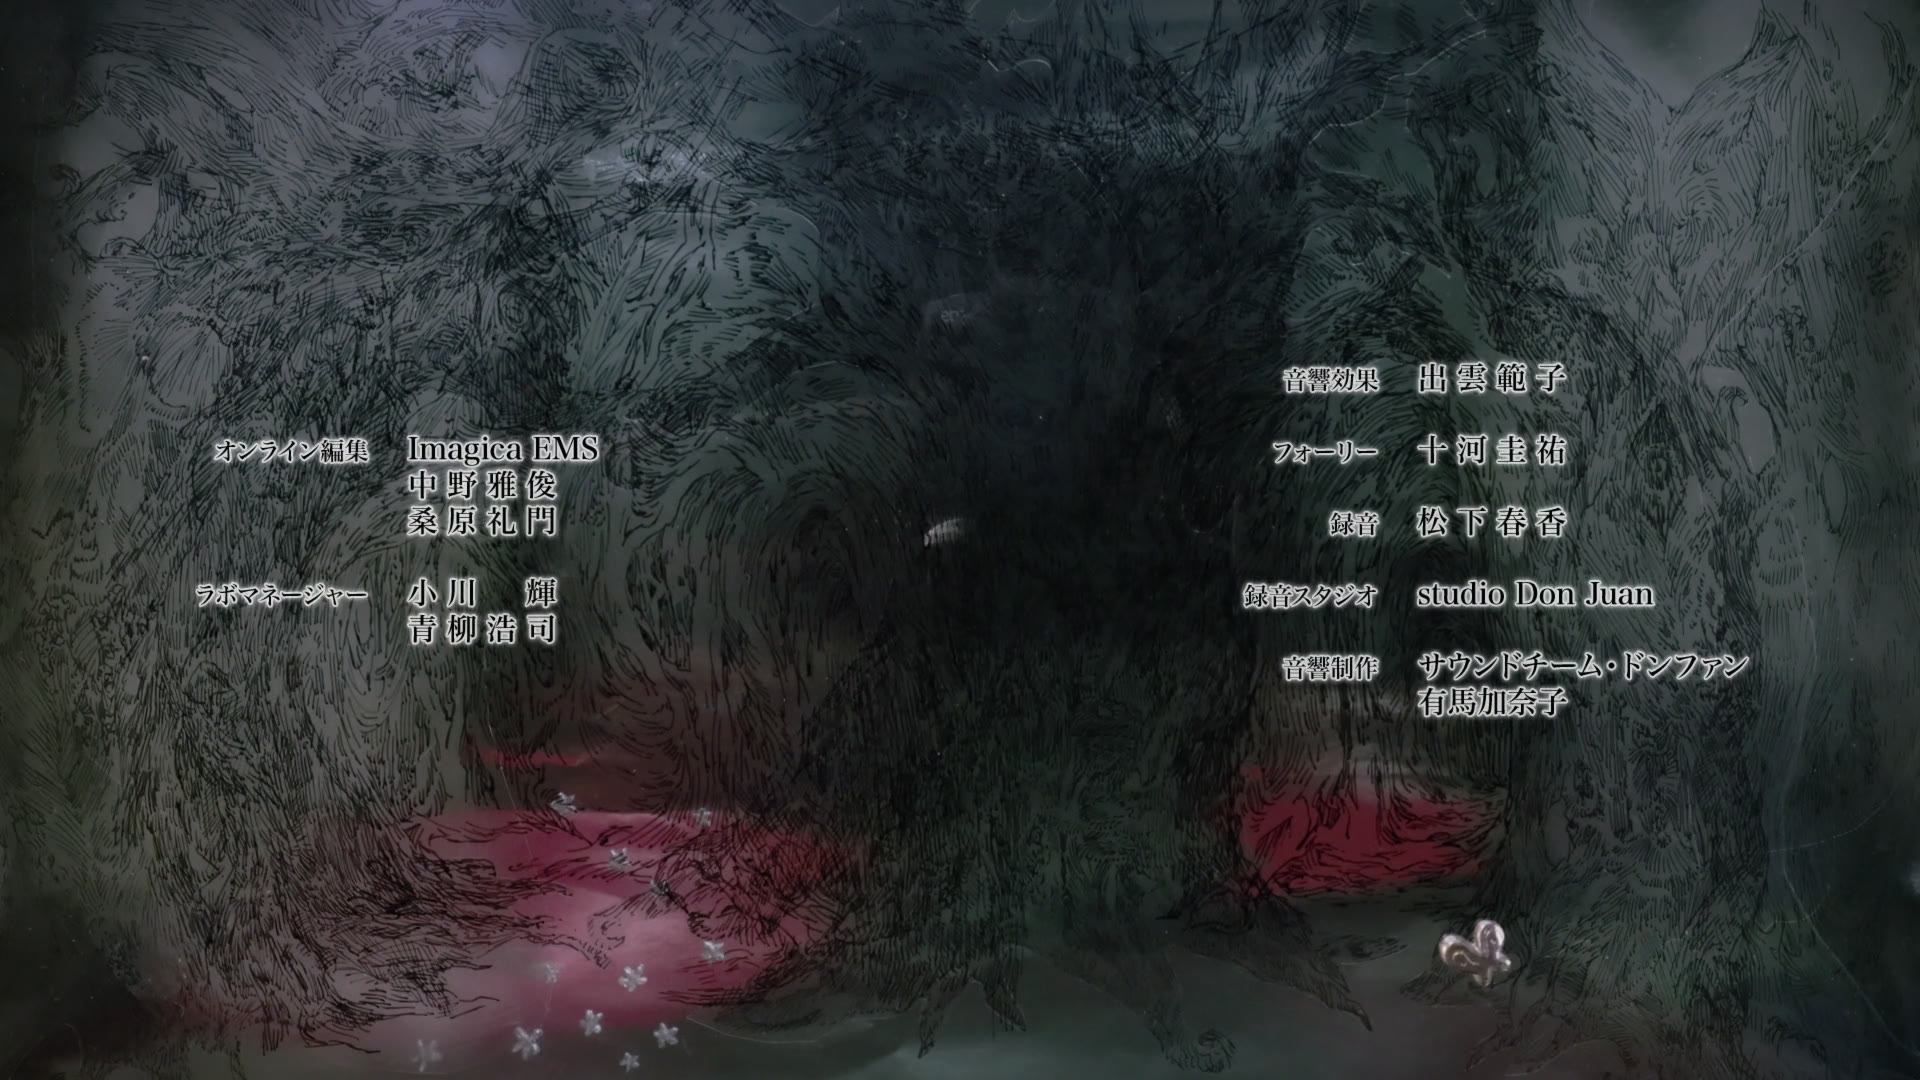 オンライン編集 Imagica EMS
中野雅俊
桑原礼門
ラボマネージャー 小川 輝
青柳浩司
音響効果 出雲範子
フォーリー 十河圭祐
録音 松下春香
録音スタジオ studio Don Juan
音響制作 サウンドチーム・ドンファン
有馬加奈子